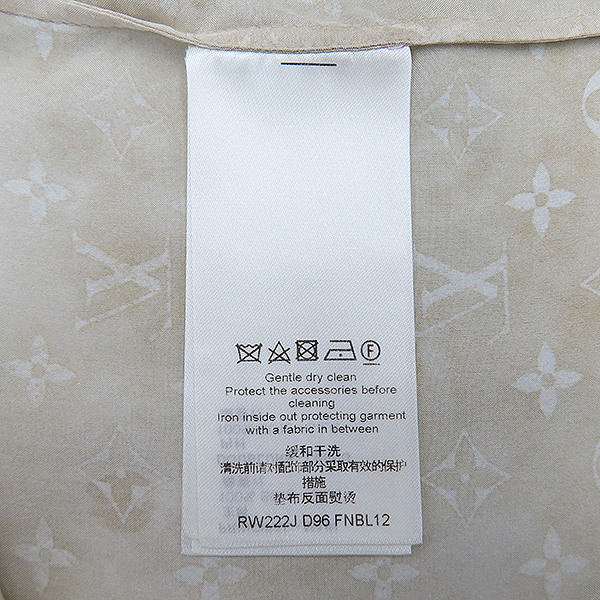 F
Gentle dry clean
Protect the accessories before
cleaning
Iron inside out protecting garment
with a fabric in between
缓和干洗
清洗前请对配饰部分采取有效的保护
措施
垫布反面熨烫
RW222J D96 FNBL12